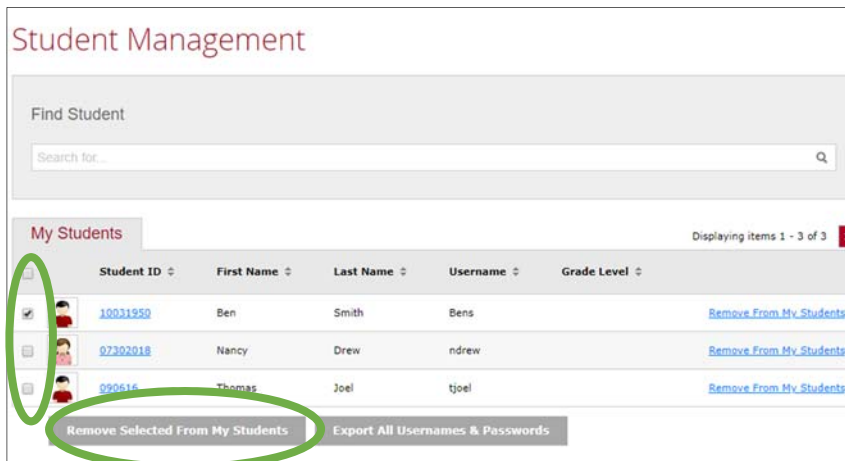 Student Management
Find Student
Search for...
My Students
Displaying items 1 - 3 of 3
Student ID First Name Last Name Username Grade Level
10031950 Ben Smith Bens Remove From My Students
07302018 Nancy Drew ndrew Remove From My Students
090616 Thomas Joel tjoel Remove From My Students
Remove Selected From My Students Export All Usernames & Passwords